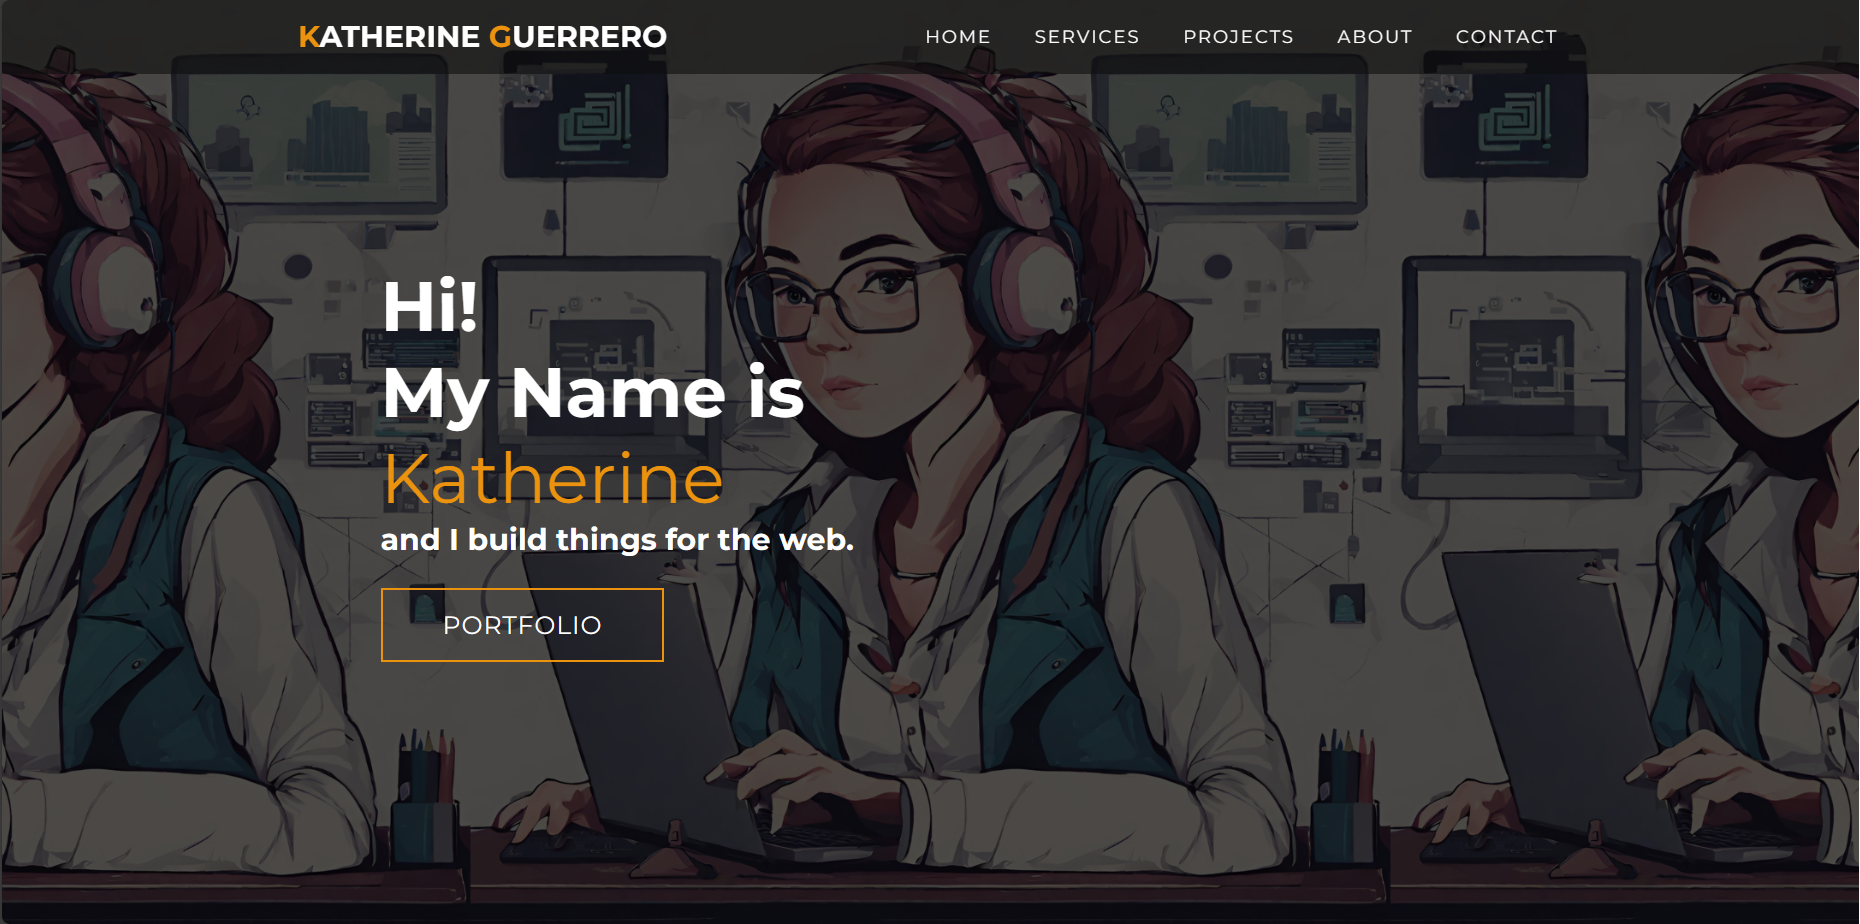 KATHERINE GUERRERO
HOME SERVICES PROJECTS ABOUT CONTACT
Hi!
My Name is
Katherine
and I build things for the web.
PORTFOLIO